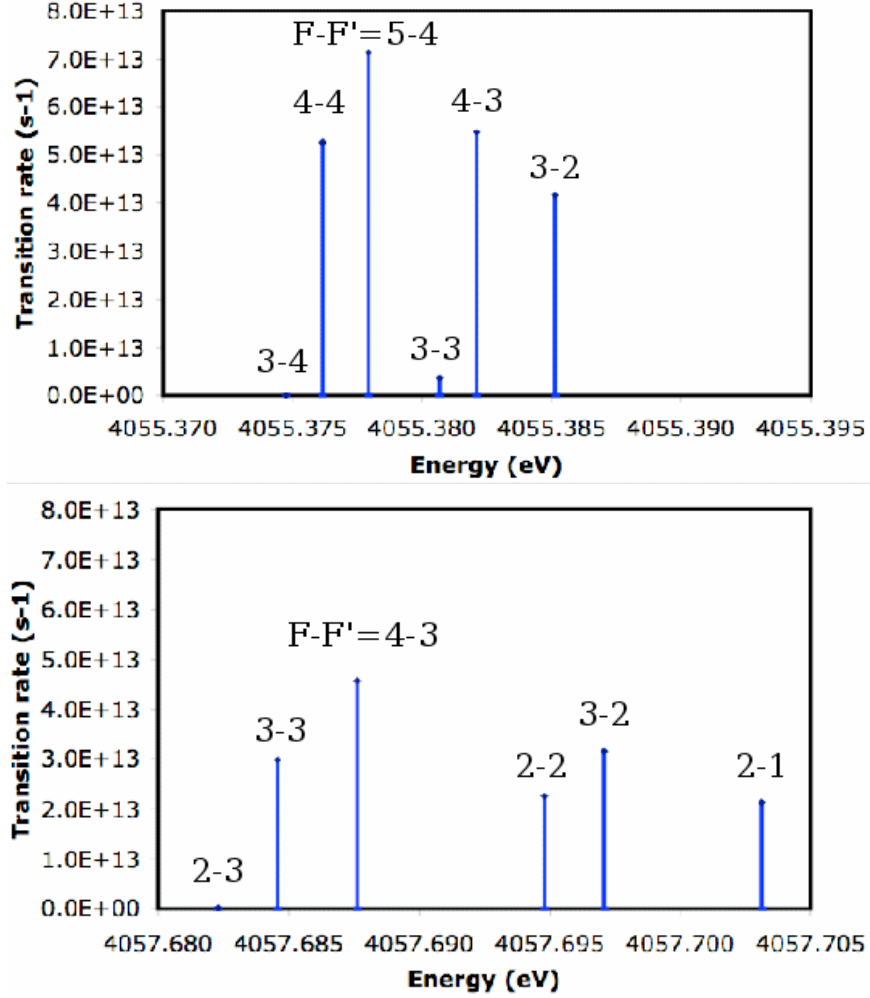 8.0E+13
F-F'=5-4
7.0E+13
4-4
4-3
6.0E+13
5.0E+13
3-2
4.0E+13
3.0E+13
2.0E+13
3-4
3-3
1.0E+13
0.0E+00
Transition rate (s-1)
4055.370 4055.375 4055.380 4055.385 4055.390 4055.395
Energy (eV)
8.0E+13
7.0E+13
6.0E+13
F-F'=4-3
5.0E+13
4.0E+13
3-3
3-2
3.0E+13
2-2
2-1
2.0E+13
1.0E+13
2-3
0.0E+00
Transition rate (s-1)
4057.680 4057.685 4057.690 4057.695 4057.700 4057.705
Energy (eV)